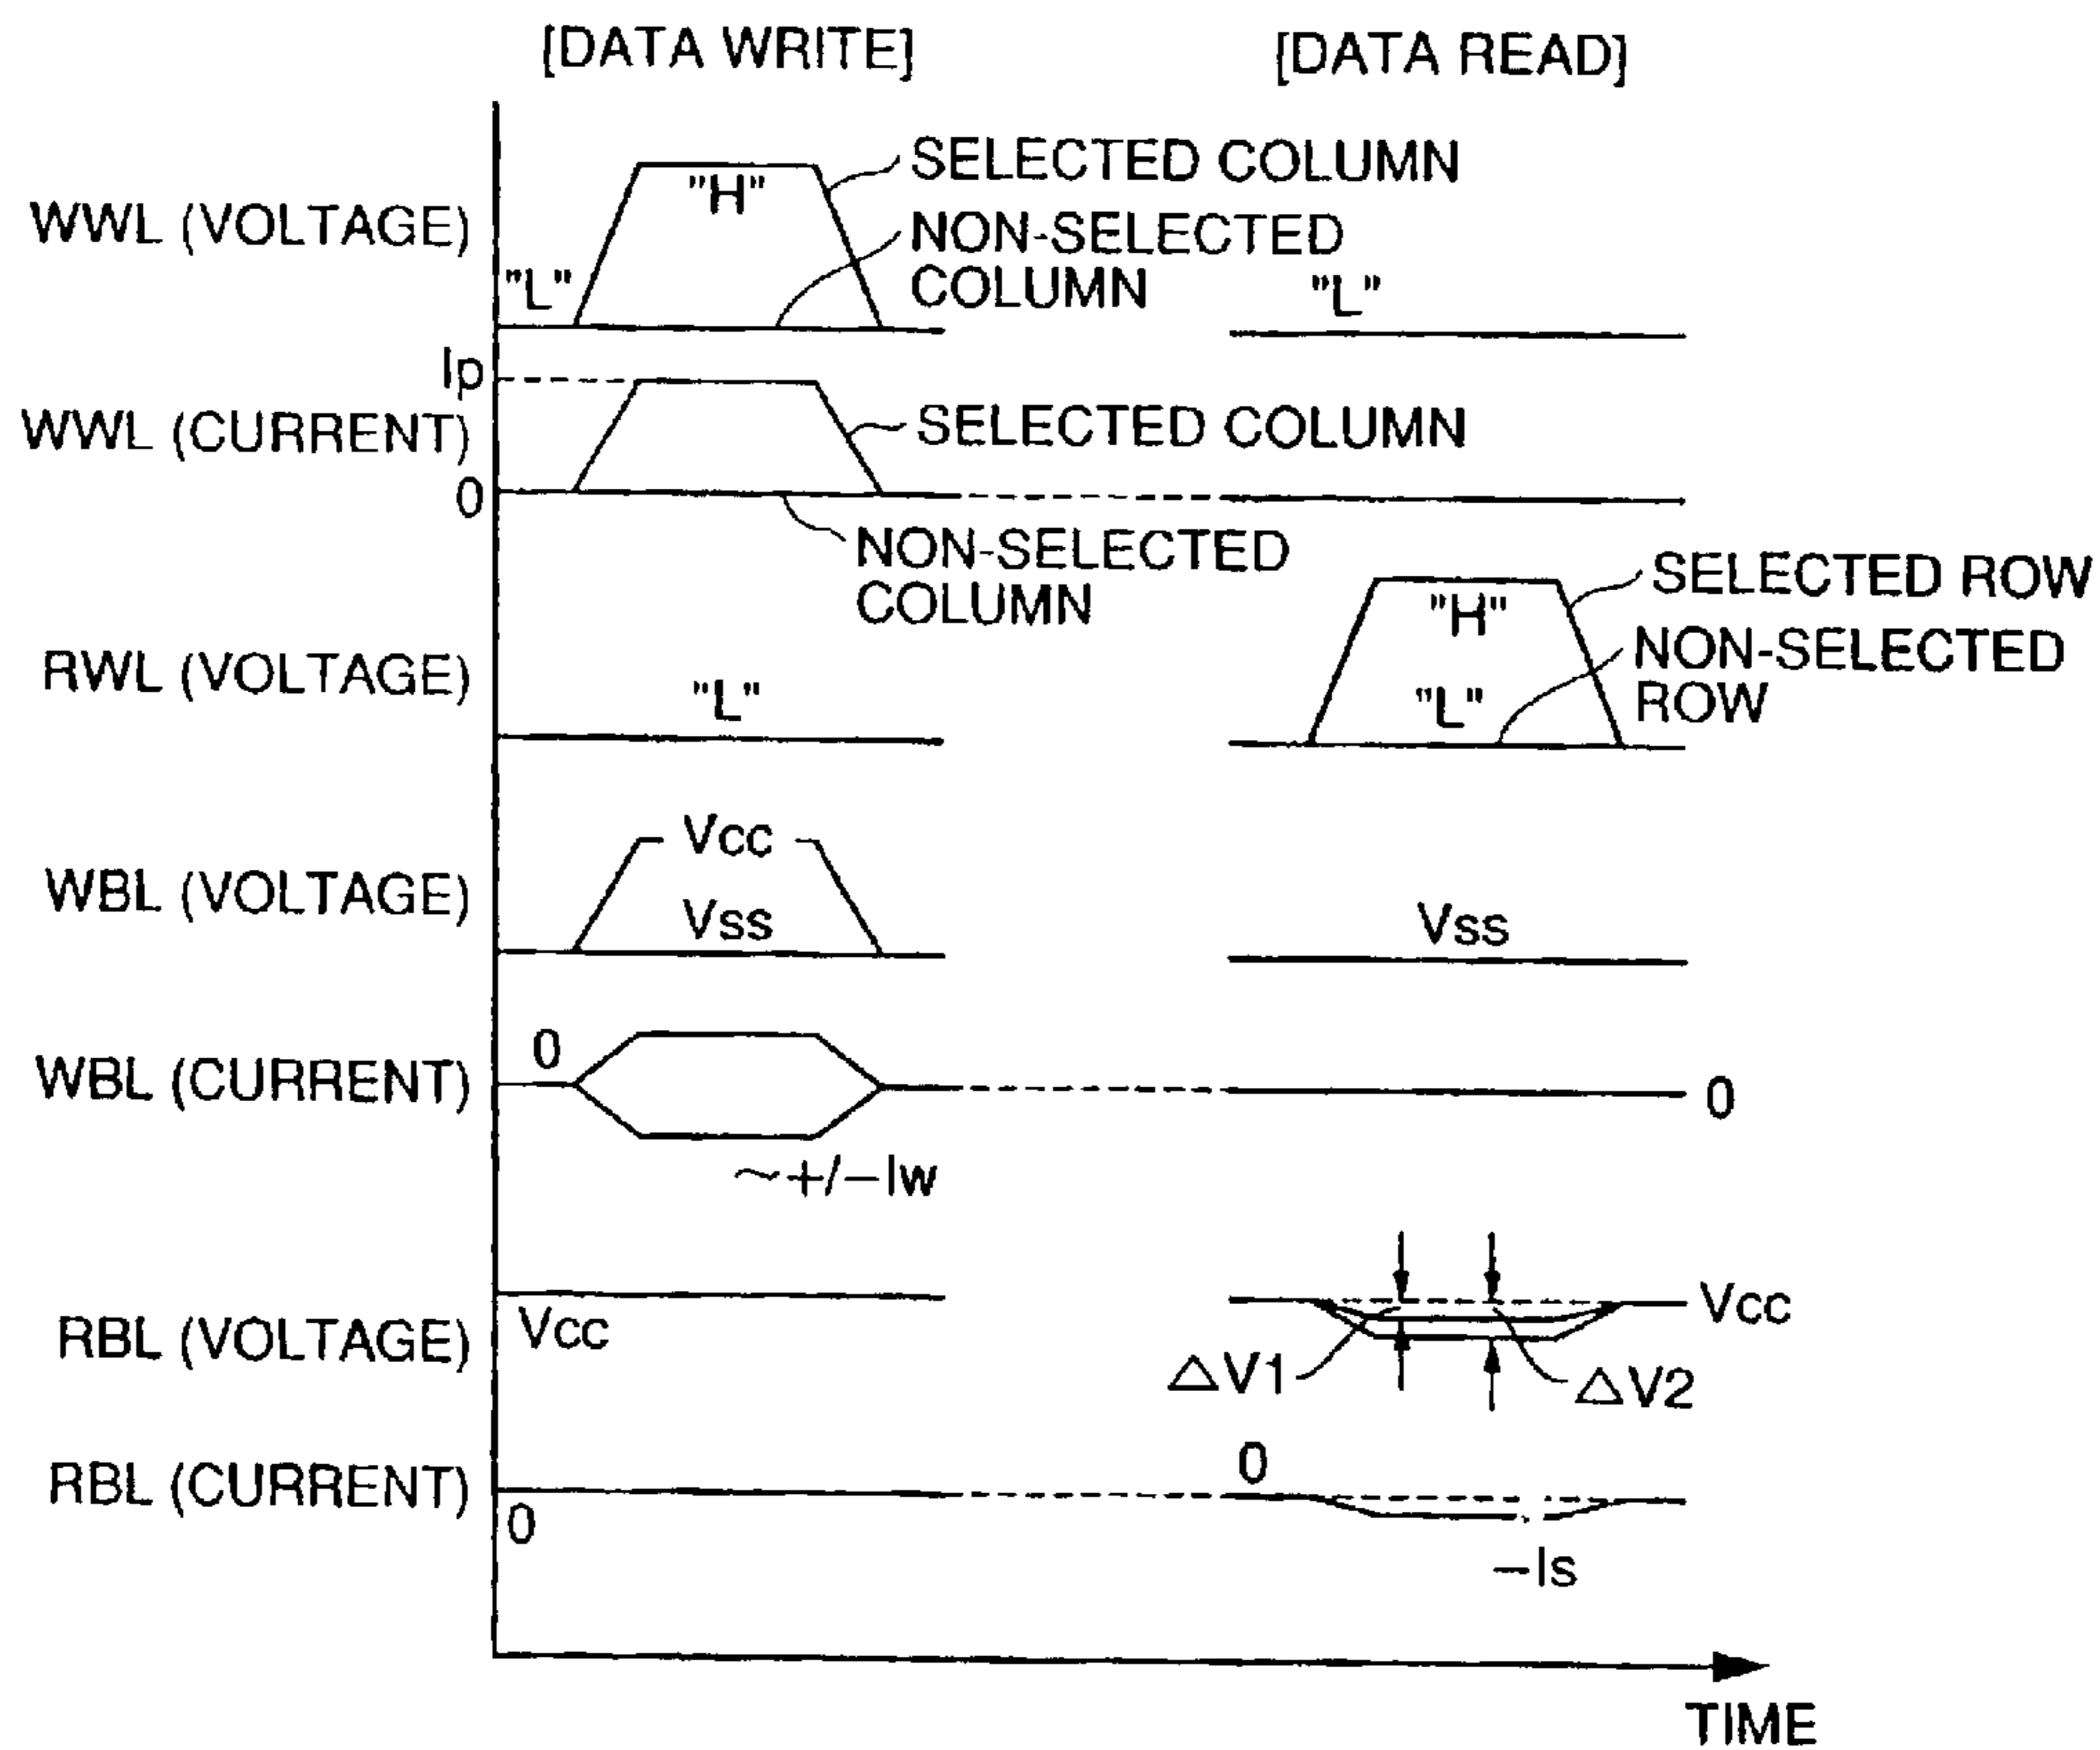 [DATA WRITE]
[DATA READ]
WWL (VOLTAGE)
"L"
"H"
SELECTED COLUMN
NON-SELECTED
COLUMN
"L"
Ip
WWL (CURRENT)
0
SELECTED COLUMN
NON-SELECTED
COLUMN
RWL (VOLTAGE)
"L"
"H"
"L"
SELECTED ROW
NON-SELECTED
ROW
WBL (VOLTAGE)
Vcc
Vss
Vss
WBL (CURRENT)
0
~+/-Iw
0
RBL (VOLTAGE)
Vcc
△V1
△V2
Vcc
RBL (CURRENT)
0
0
-Is
TIME